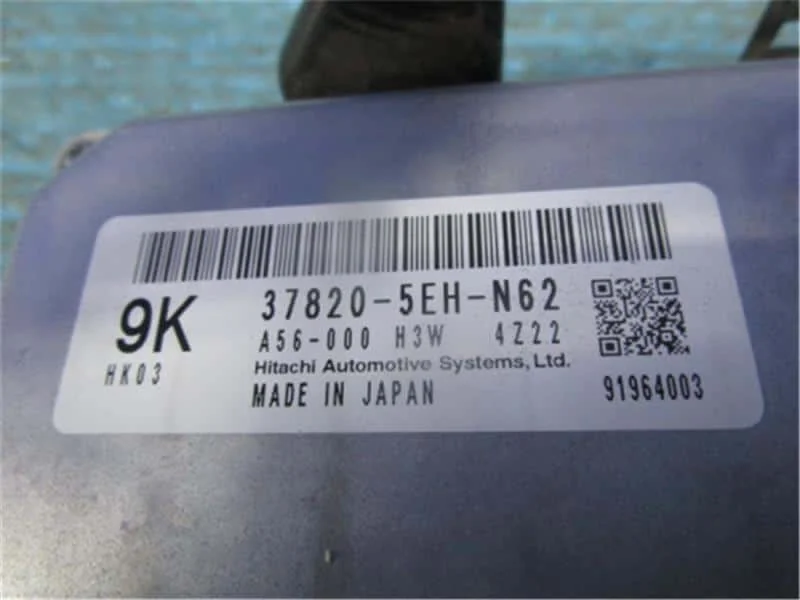 9K 37820-5EH-N62
A56-000 H3W 4Z22
HK03 Hitachi Automotive Systems,Ltd.
MADE IN JAPAN 91964003